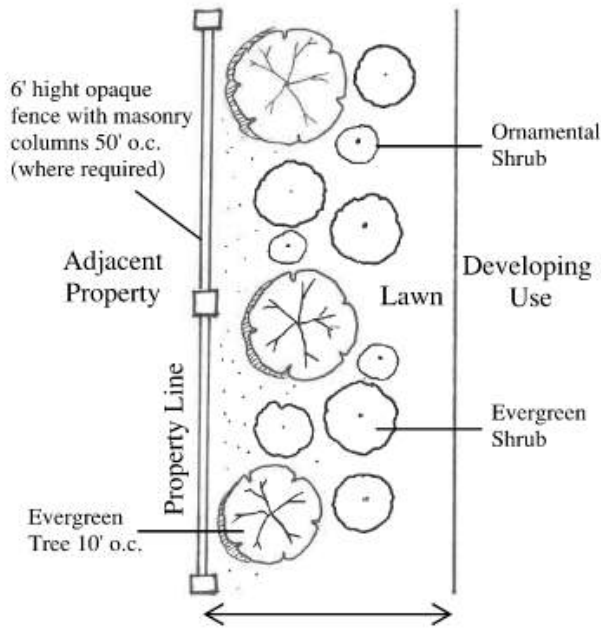 6' hight opaque
fence with masonry
columns 50' o.c.
(where required)
Ornamental
Shrub
Adjacent
Property
Lawn
Developing
Use
Property Line
Evergreen
Shrub
Evergreen
Tree 10' o.c.